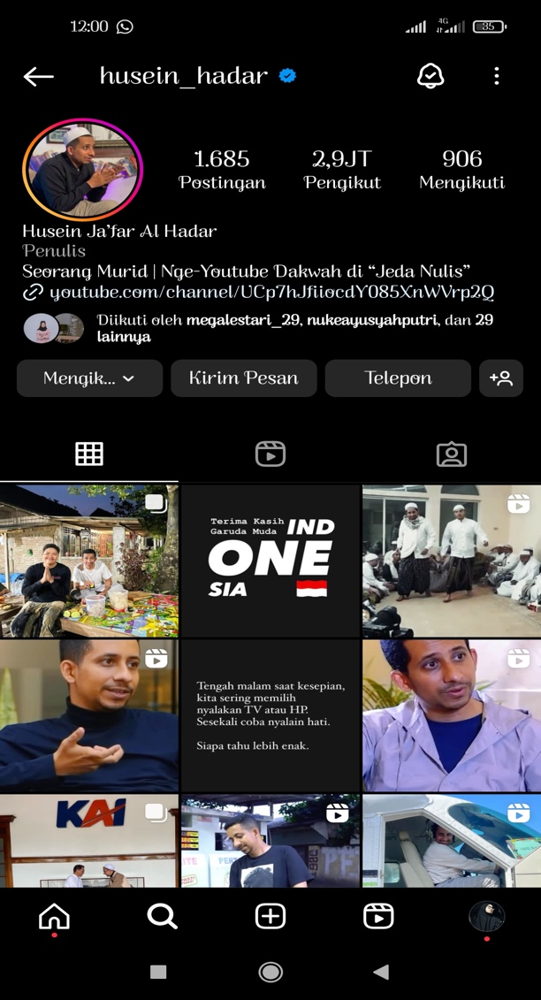 12:00
4G
35
husein_hadar
1.685
2,9JT
906
Postingan
Pengikut
Mengikuti
Husein Ja'far Al Hadar
Penulis
Seorang Murid | Nge-Youtube Dakwah di “Jeda Nulis”
youtube.com/channel/UCp7hJfiiocdY085XnWVrp2Q
Diikuti oleh megalestari_29, nukeayusyahputri, dan 29
lainnya
Mengik...
Kirim Pesan
Telepon
Terima Kasih
Garuda Muda
IND
ONE
SIA
Tengah malam saat kesepian,
kita sering memilih
nyalakan TV atau HP.
Sesekali coba nyalain hati.
Siapa tahu lebih enak.
KAI